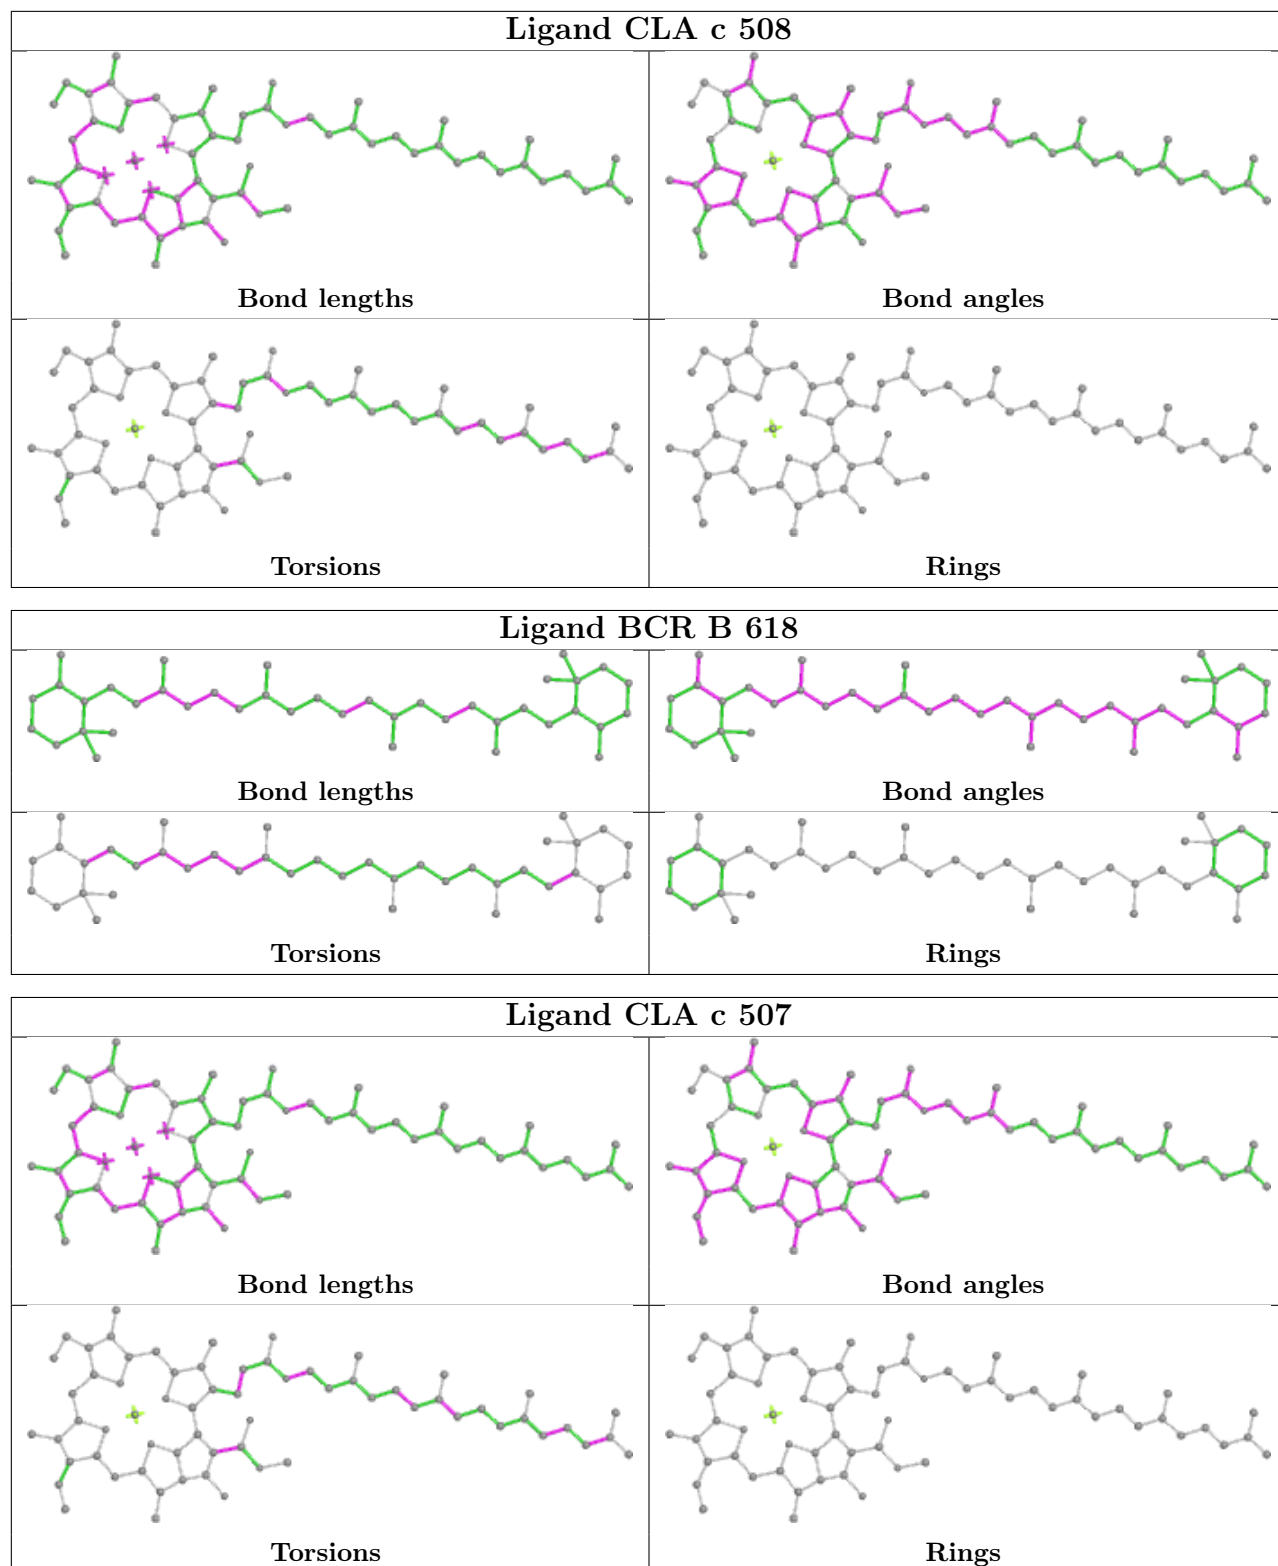 Ligand CLA c 508
Bond lengths
Bond angles
Torsions
Rings
Ligand BCR B 618
Bond lengths
Bond angles
Torsions
Rings
Ligand CLA c 507
Bond lengths
Bond angles
Torsions
Rings